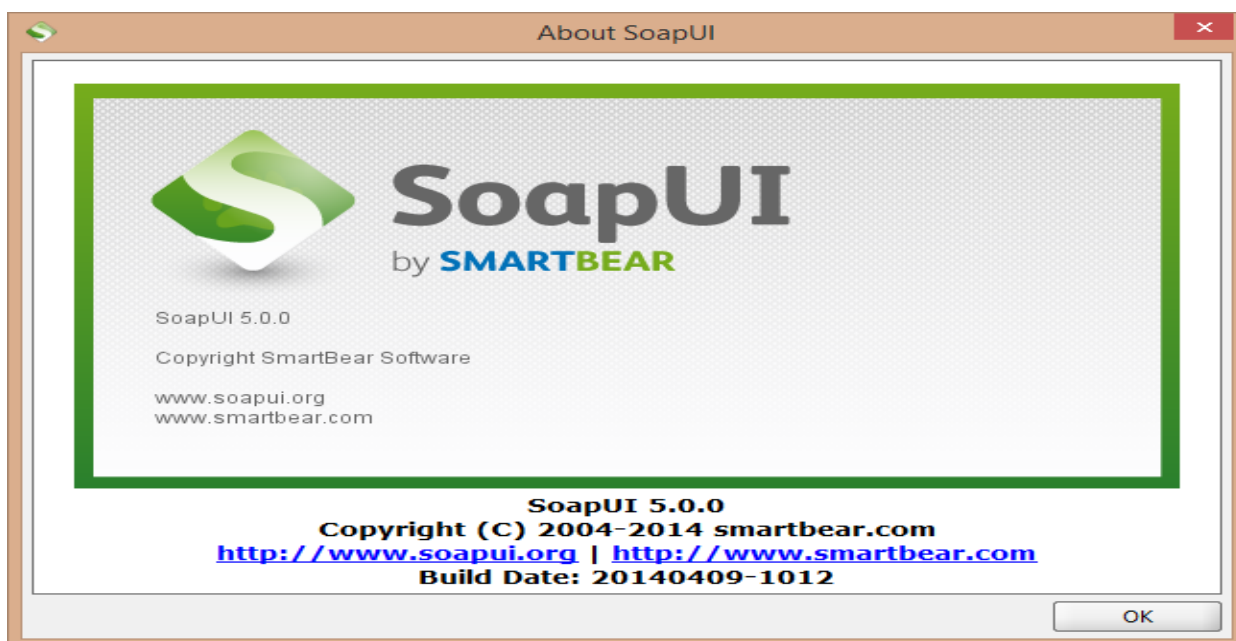 About SoapUI
SoapUI
by SMARTBEAR
SoapUI 5.0.0
Copyright SmartBear Software
www.soapui.org
www.smartbear.com
SoapUI 5.0.0
Copyright (C) 2004-2014 smartbear.com
http://www.soapui.org | http://www.smartbear.com
Build Date: 20140409-1012
OK